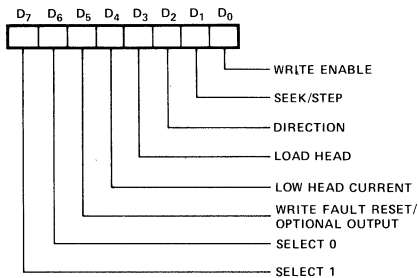 D7 D6 D5 D4 D3 D2 D1 D0
WRITE ENABLE
SEEK/STEP
DIRECTION
LOAD HEAD
LOW HEAD CURRENT
WRITE FAULT RESET/
OPTIONAL OUTPUT
SELECT 0
SELECT 1